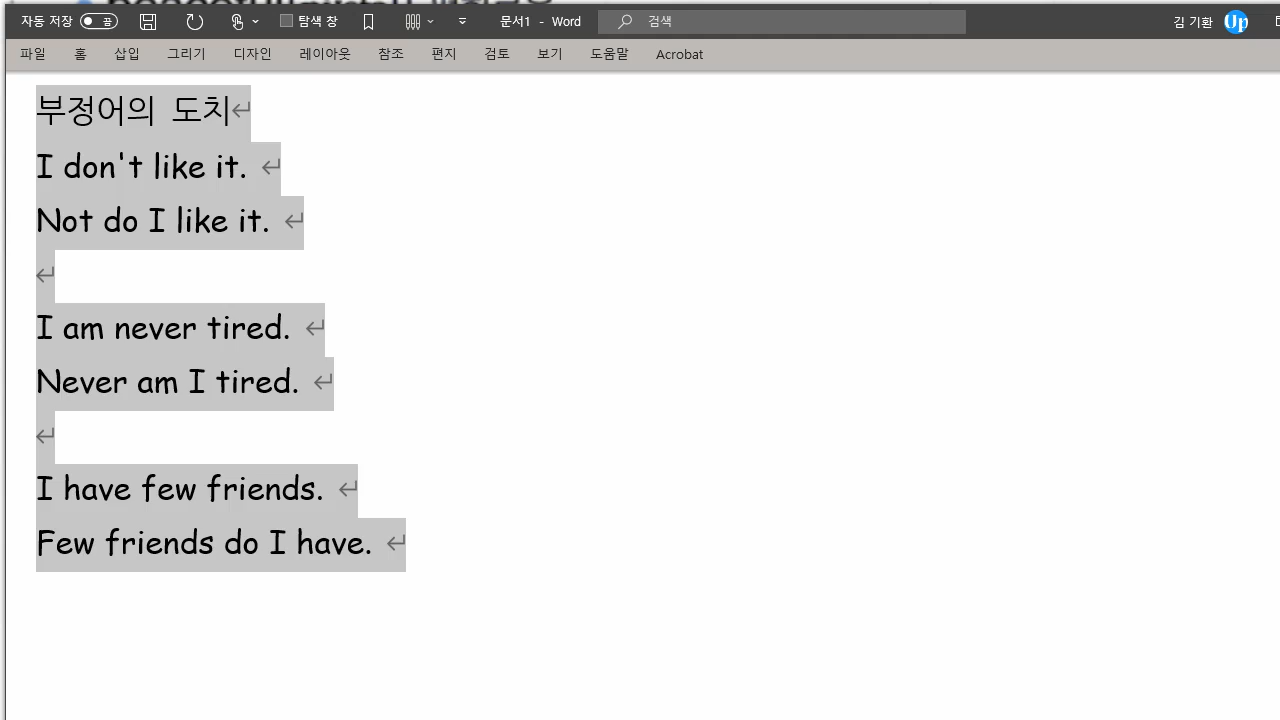 자동 저장 끔 탐색 창 문서1 - Word 검색 김 기환 Up
파일 홈 삽입 그리기 디자인 레이아웃 참조 편지 검토 보기 도움말 Acrobat
부정어의 도치
I don't like it.
Not do I like it.
I am never tired.
Never am I tired.
I have few friends.
Few friends do I have.